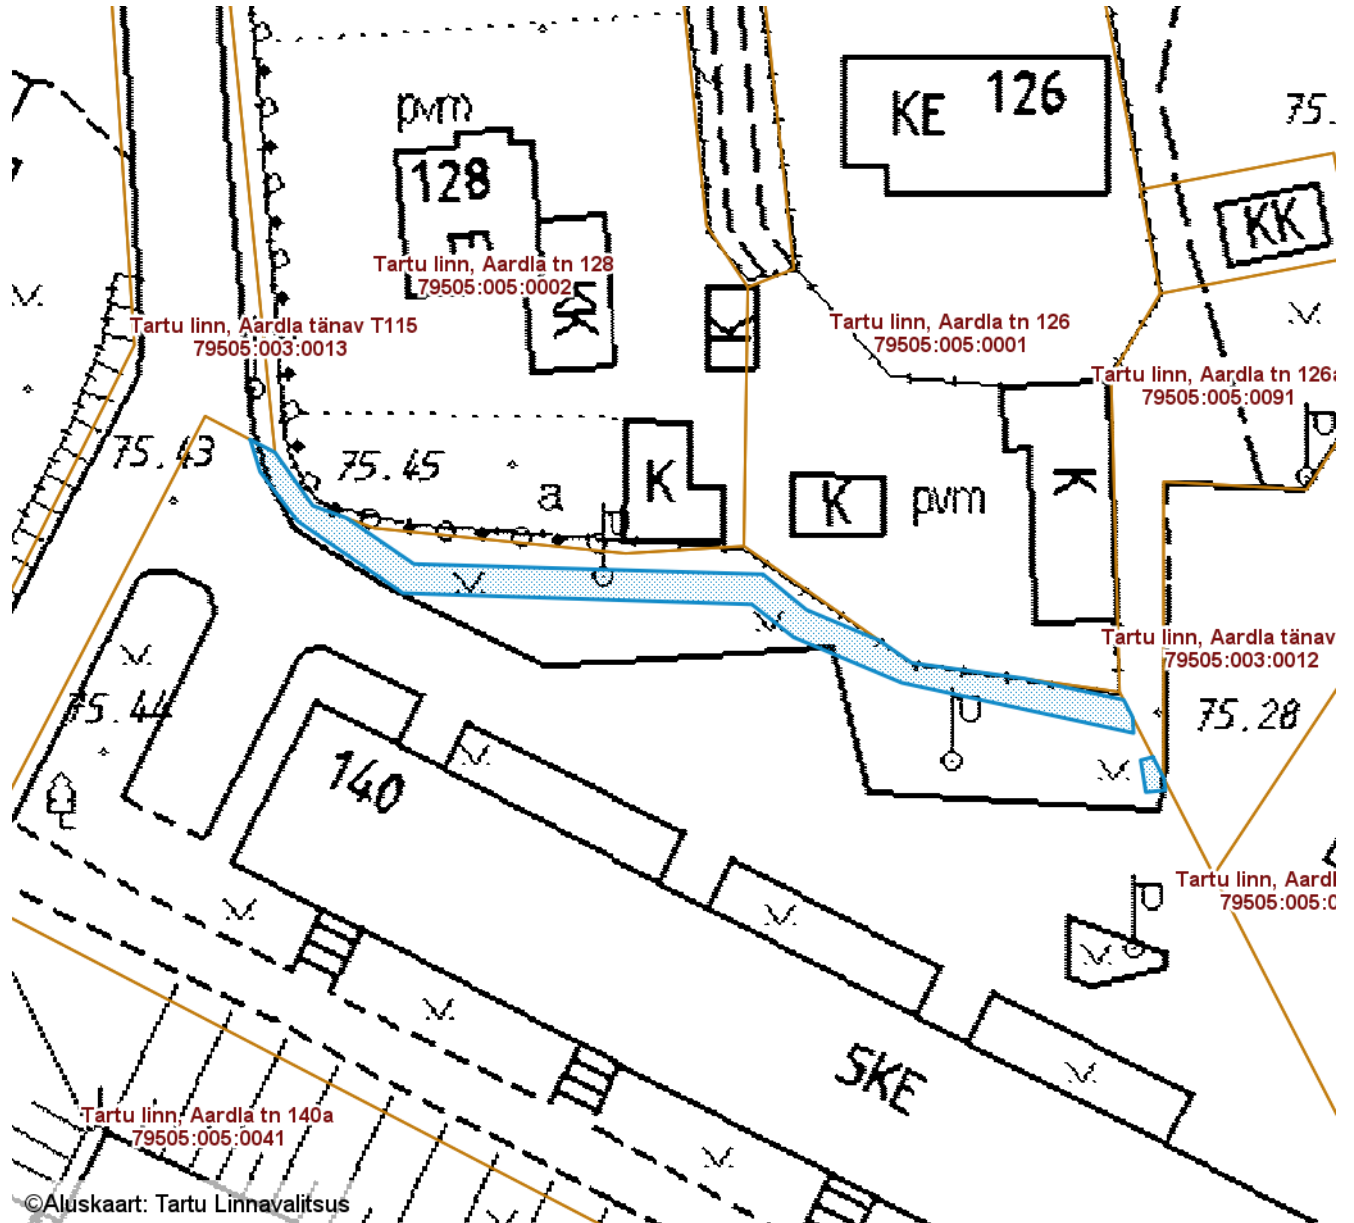 KE 126
75.
pvm
128
KK
Tartu linn, Aardla tn 128
79505:005:0002
Tartu linn, Aardla tänav T115
79505:003:0013
K
Tartu linn, Aardla tn 126
79505:005:0001
Tartu linn, Aardla tn 126a
79505:005:0091
75.43
75.45
a
K
K
pvm
K
Tartu linn, Aardla tänav
79505:003:0012
75.44
75.28
140
Tartu linn, Aardl
79505:005:0
SKE
Tartu linn, Aardla tn 140a
79505:005:0041
©Aluskaart: Tartu Linnavalitsus